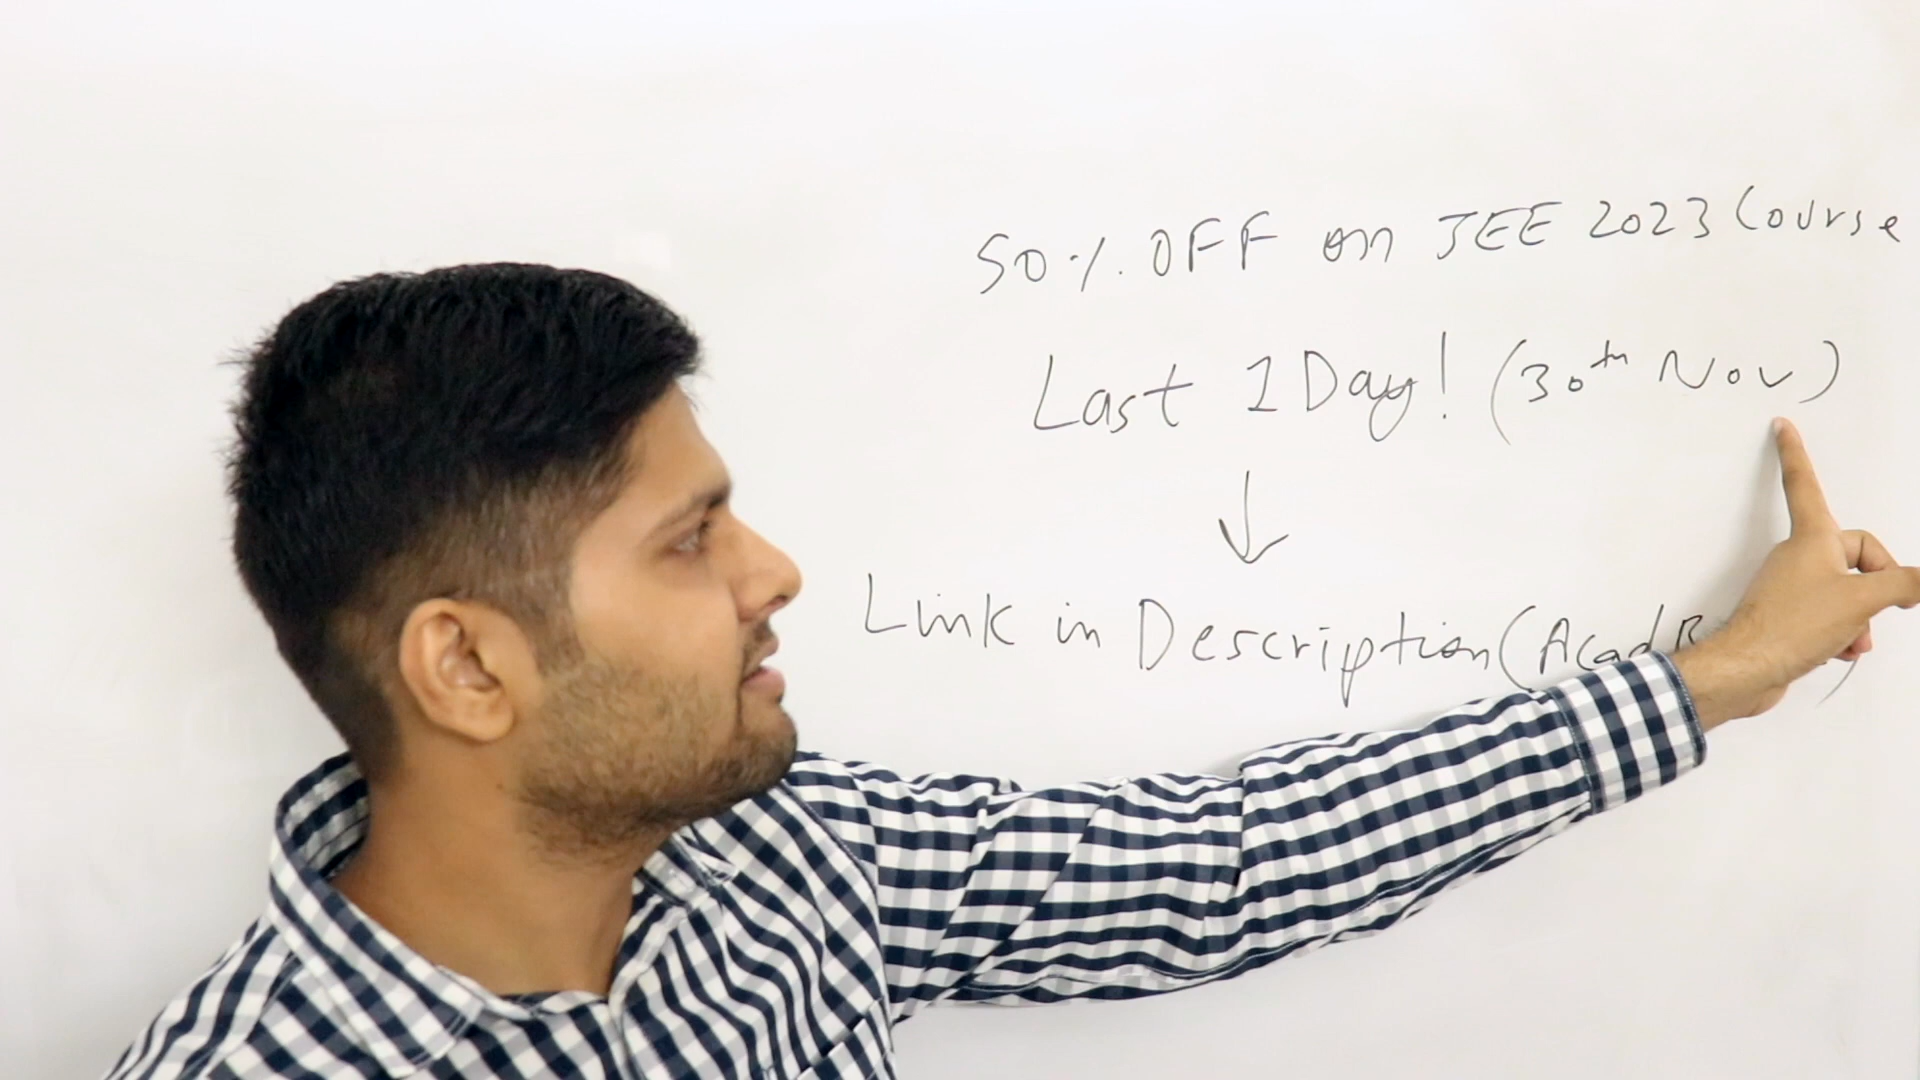 50% OFF on JEE 2023 Course
Last 1 Day! (30th Nov)
↓
Link in Description (Acad